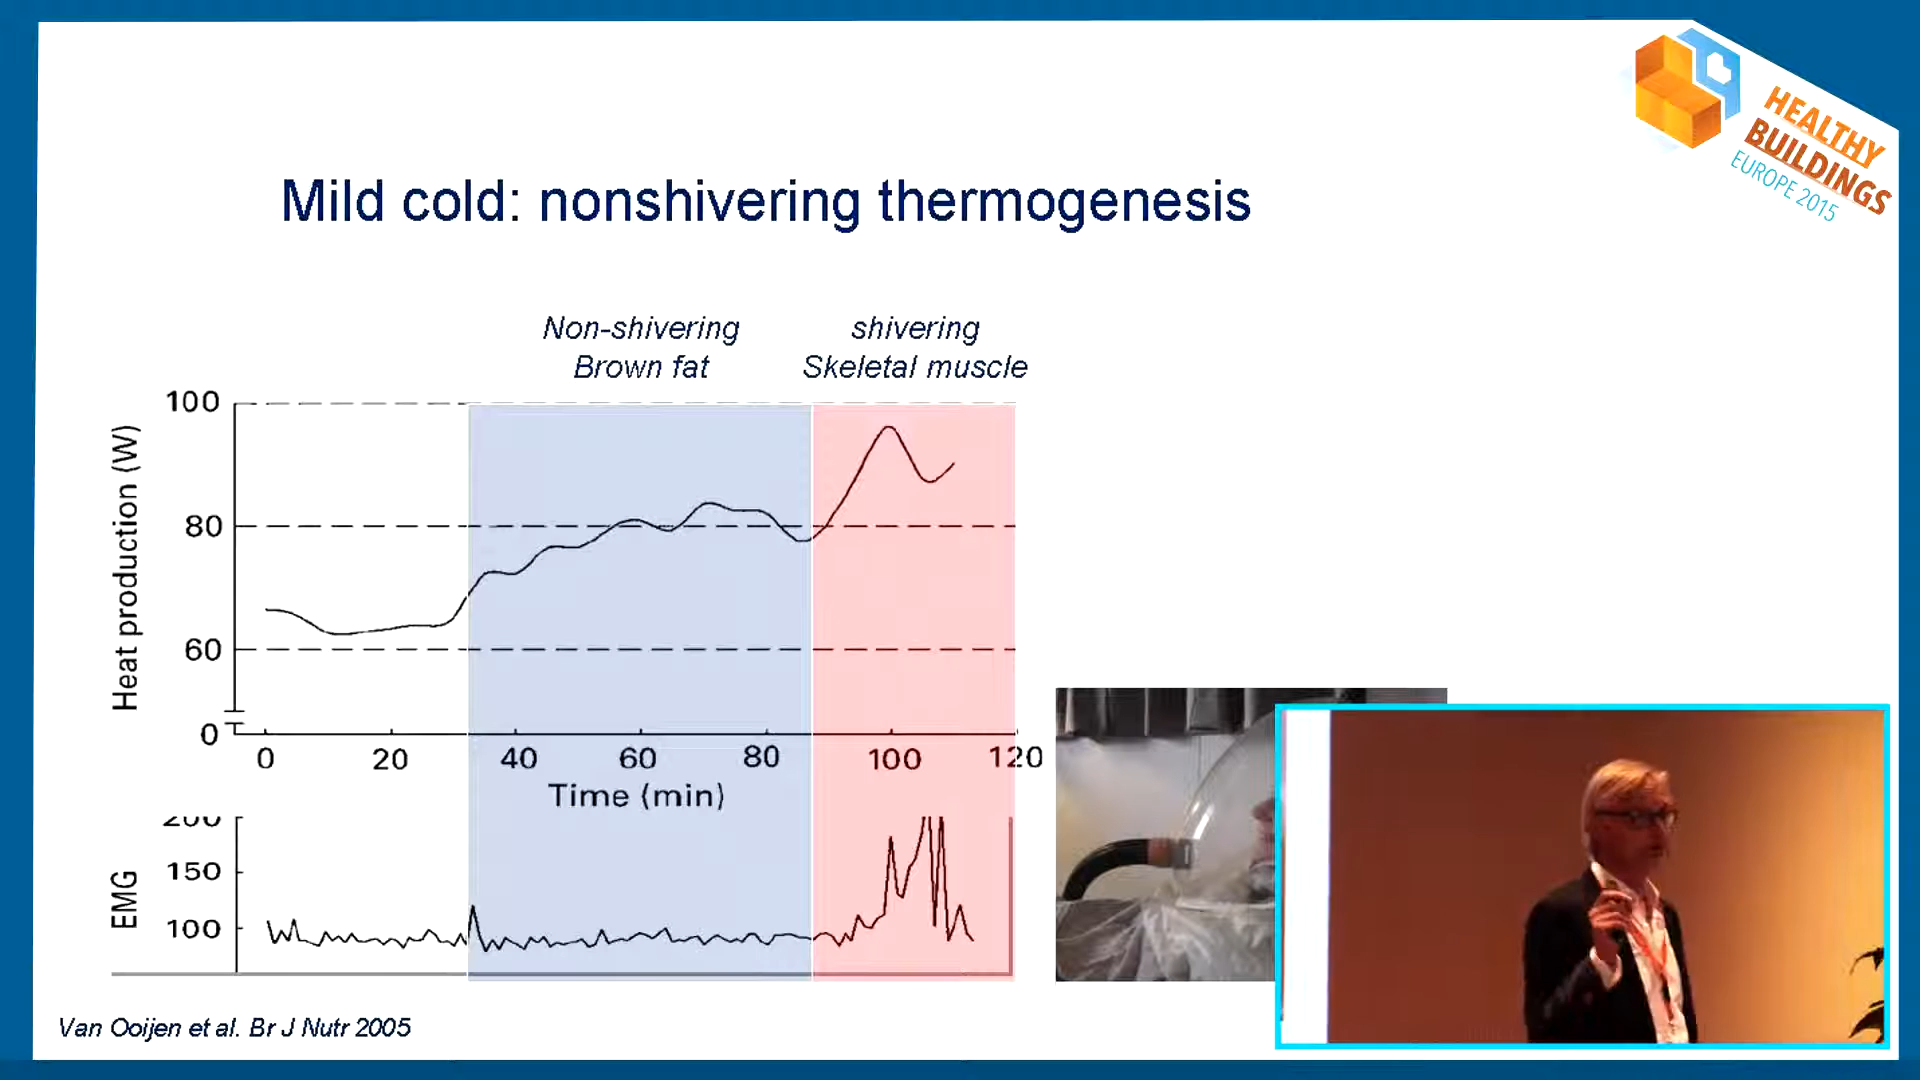 HEALTHY
BUILDINGS
EUROPE 2015
Mild cold: nonshivering thermogenesis
Non-shivering
Brown fat
shivering
Skeletal muscle
Heat production (W)
100
80
60
0
0 20 40 60 80 100 120
Time (min)
EMG
200
150
100
Van Ooijen et al. Br J Nutr 2005